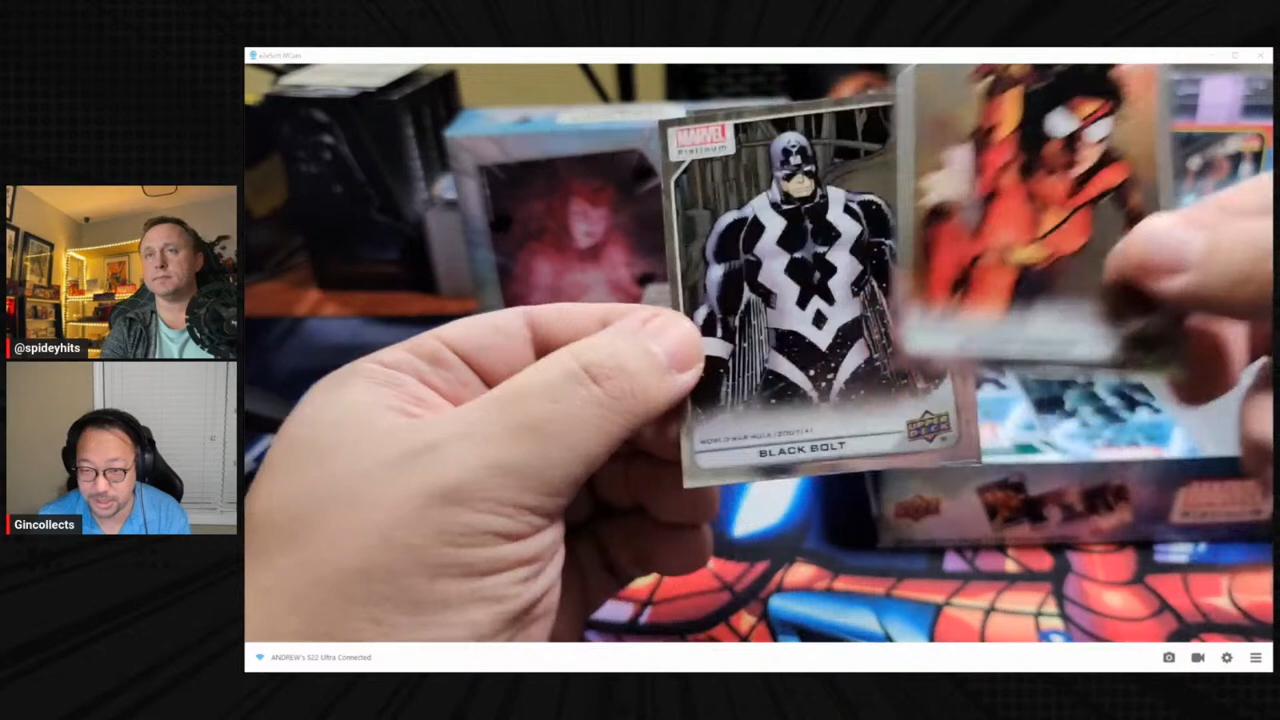 @spideyhits
Gincollects
MARVEL
Platinum
UPPER
DECK
BLACK BOLT
ANDREW's S22 Ultra Connected